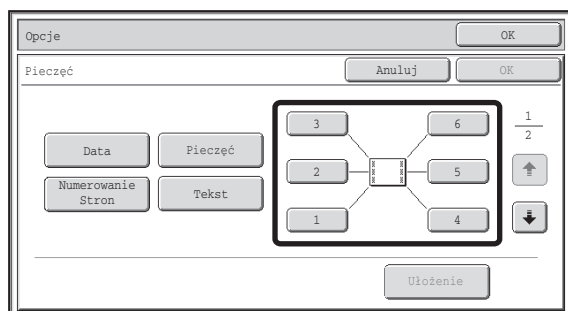 Opcje
OK
Pieczęć
Anuluj
OK
Data
Pieczęć
Numerowanie
Stron
Tekst
3
6
2
5
1
4
1
2
Ułożenie